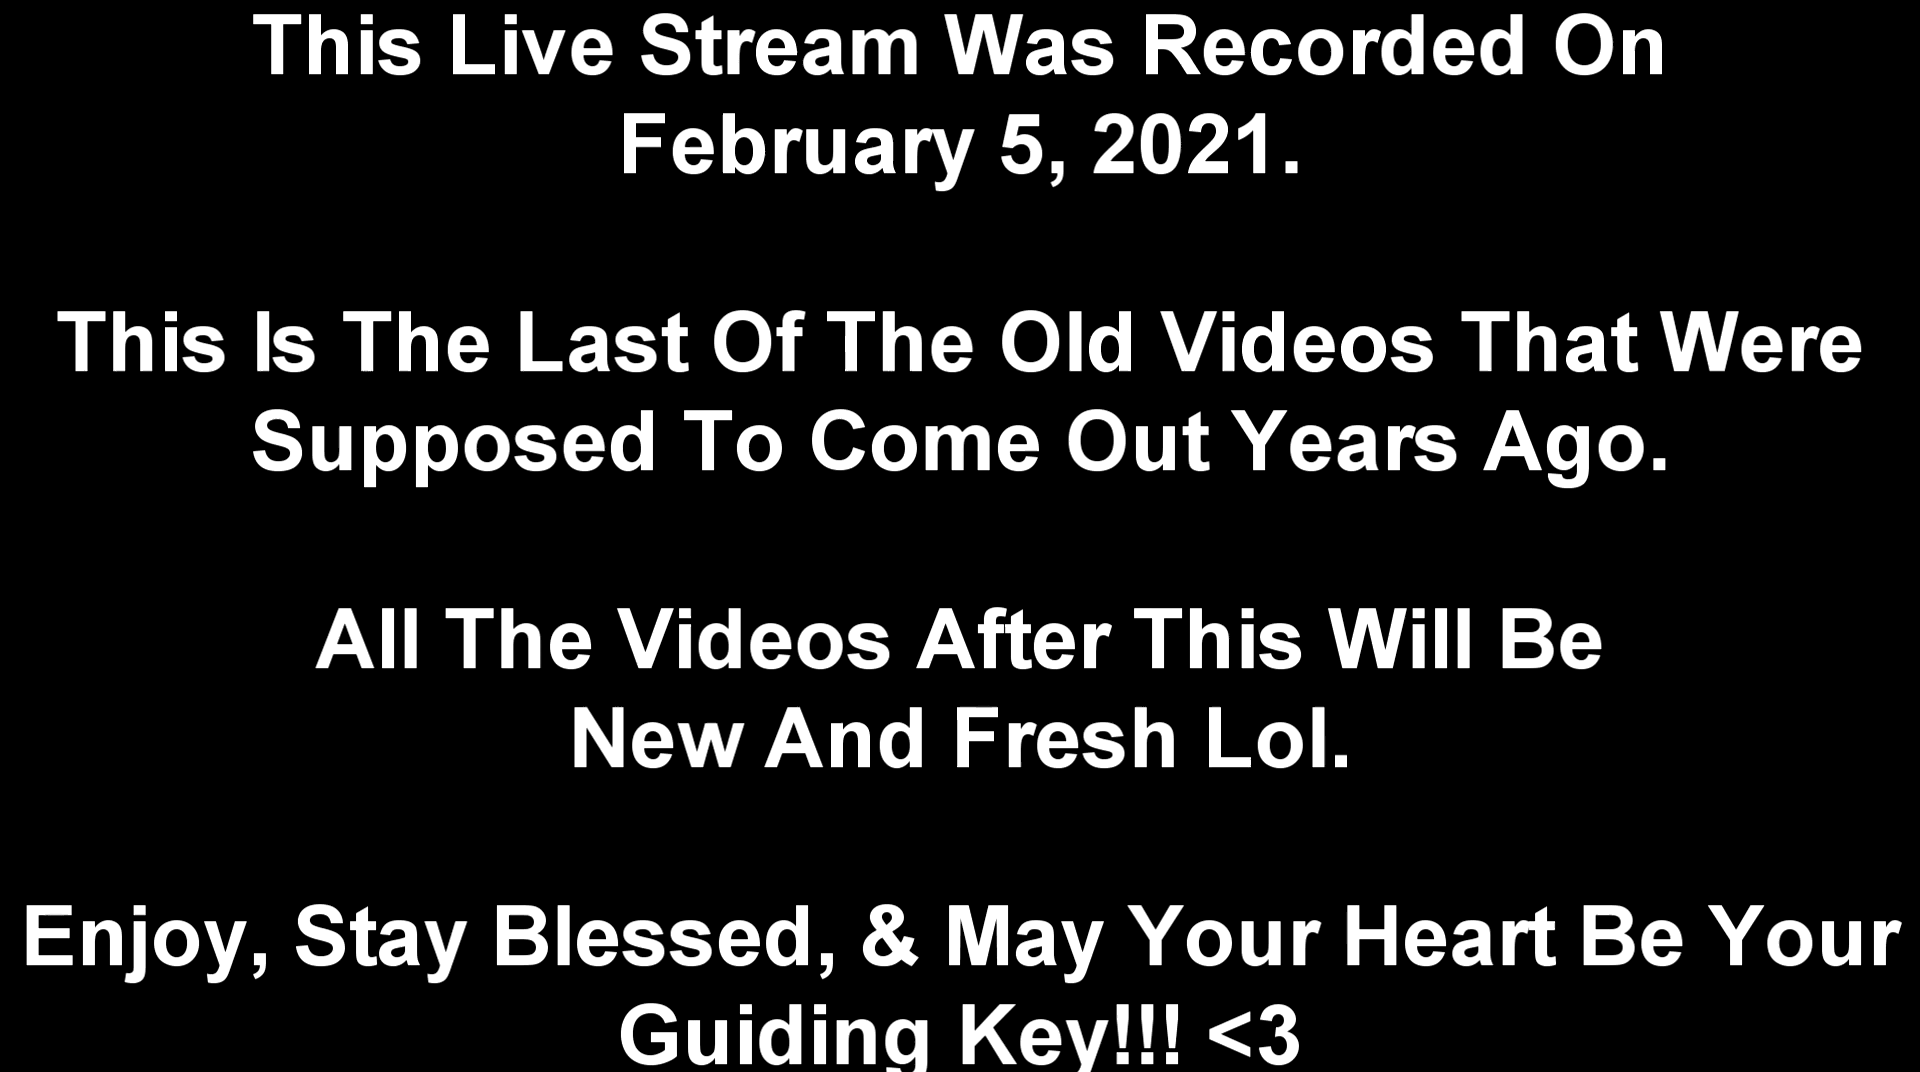 This Live Stream Was Recorded On
February 5, 2021.
This Is The Last Of The Old Videos That Were
Supposed To Come Out Years Ago.
All The Videos After This Will Be
New And Fresh Lol.
Enjoy, Stay Blessed, & May Your Heart Be Your
Guiding Key!!! <3